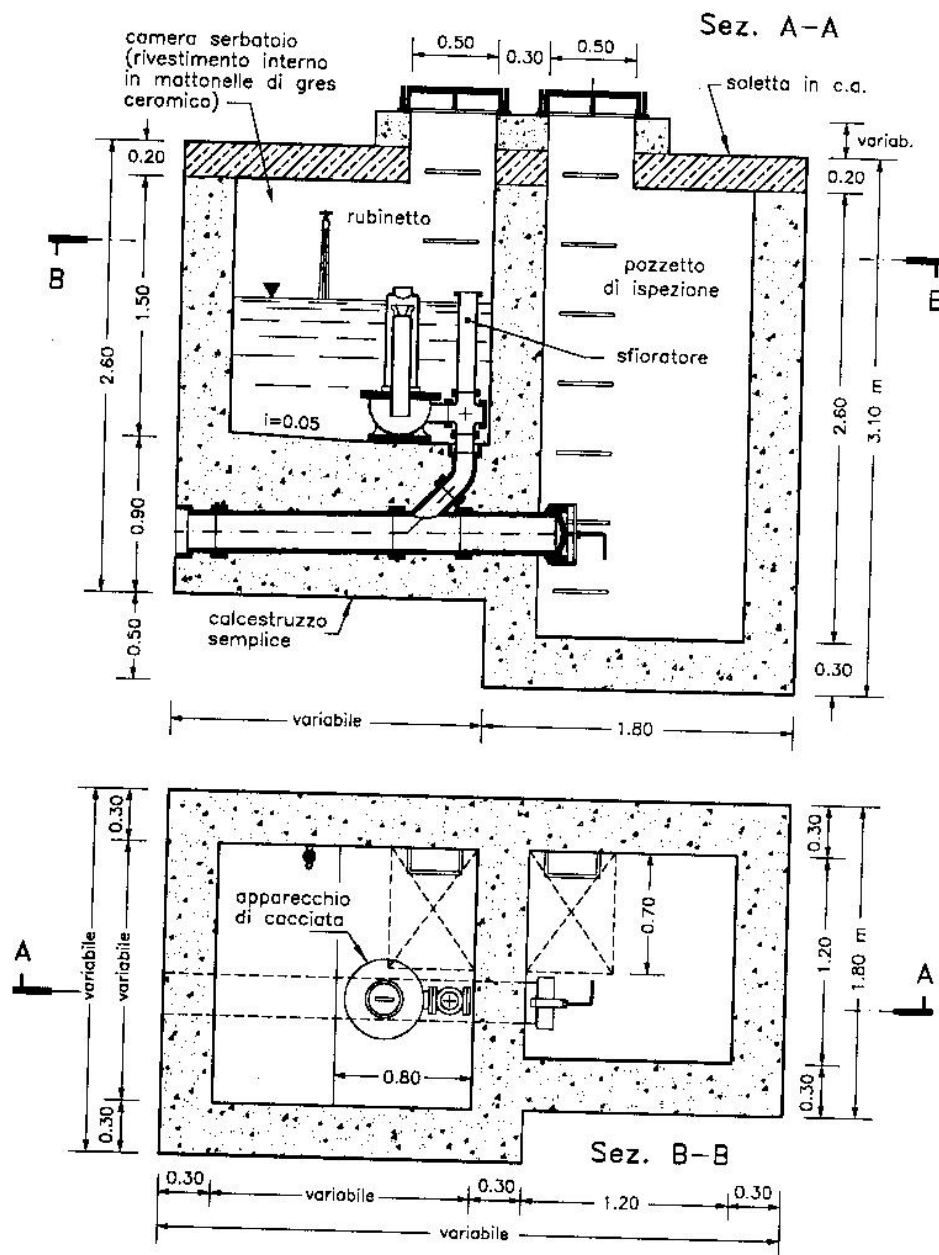 Sez. A-A
camera serbatoio
(rivestimento interno
in mattonelle di gres
ceramico)
0.50
0.30
0.50
soletta in c.a.
variab.
0.20
0.20
rubinetto
B
B
pozzetto
di ispezione
1.50
2.60
sfioratore
i=0.05
2.60
3.10 m
0.90
0.50
calcestruzzo
semplice
0.30
variabile
1.80
0.30
0.30
apparecchio
di cacciata
0.70
variabile
variabile
1.20
1.80 m
A
A
0.80
0.30
0.30
Sez. B-B
0.30
variabile
0.30
1.20
0.30
variabile